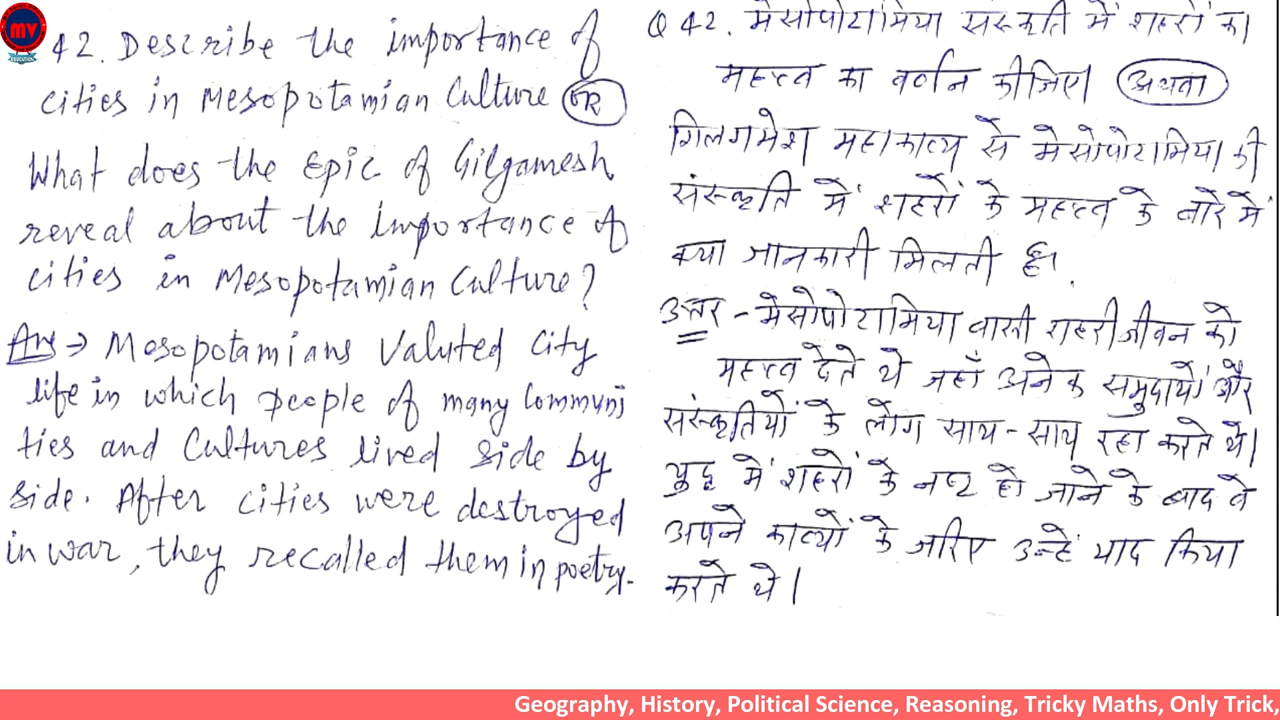 mv
EDUCATION
42. Describe the importance of
cities in Mesopotamian Culture OR
What does the Epic of Gilgamesh
reveal about the importance of
cities in Mesopotamian Culture?
Ans → Mesopotamians Valuted City
life in which people of many Communi
ties and Cultures lived side by
side. After cities were destroyed
in war, they recalled them in poetry.
Q 42. मेसोपोटामिया संस्कृति में शहरों का
महत्त्व का वर्णन कीजिए। अथवा
गिलगमेश महाकाव्य से मेसोपोटामिया की
संस्कृति में शहरों के महत्त्व के बारे में
क्या जानकारी मिलती है।
उत्तर - मेसोपोटामिया वासी शहरी जीवन को
महत्त्व देते थे जहाँ अनेक समुदायों और
संस्कृतियों के लोग साथ-साथ रहा करते थे।
युद्ध में शहरों के नष्ट हो जाने के बाद वे
अपने काव्यों के जरिए उन्हें याद किया
करते थे।
Geography, History, Political Science, Reasoning, Tricky Maths, Only Trick,